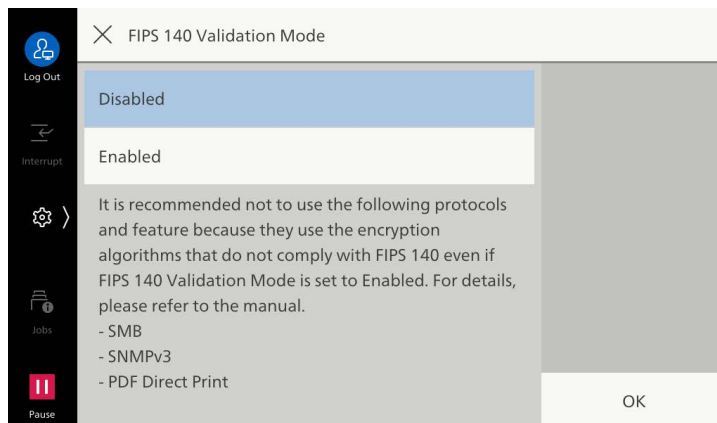 FIPS 140 Validation Mode
Log Out
Disabled
Interrupt
Enabled
It is recommended not to use the following protocols
and feature because they use the encryption
algorithms that do not comply with FIPS 140 even if
FIPS 140 Validation Mode is set to Enabled. For details,
please refer to the manual.
- SMB
- SNMPv3
- PDF Direct Print
Jobs
Pause
OK